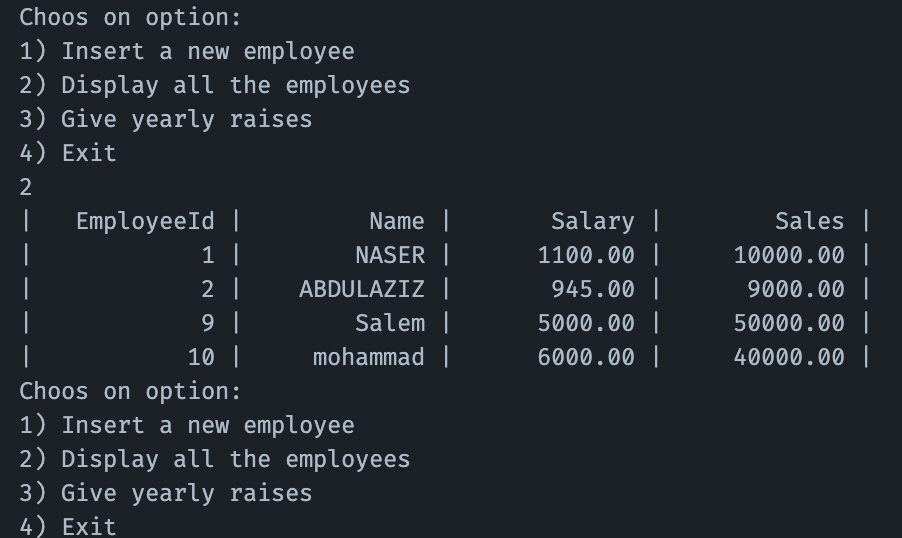 Choos on option:
1) Insert a new employee
2) Display all the employees
3) Give yearly raises
4) Exit
2
|   EmployeeId |         Name |       Salary |        Sales |
|            1 |        NASER |      1100.00 |     10000.00 |
|            2 |    ABDULAZIZ |       945.00 |      9000.00 |
|            9 |        Salem |      5000.00 |     50000.00 |
|           10 |     mohammad |      6000.00 |     40000.00 |
Choos on option:
1) Insert a new employee
2) Display all the employees
3) Give yearly raises
4) Exit